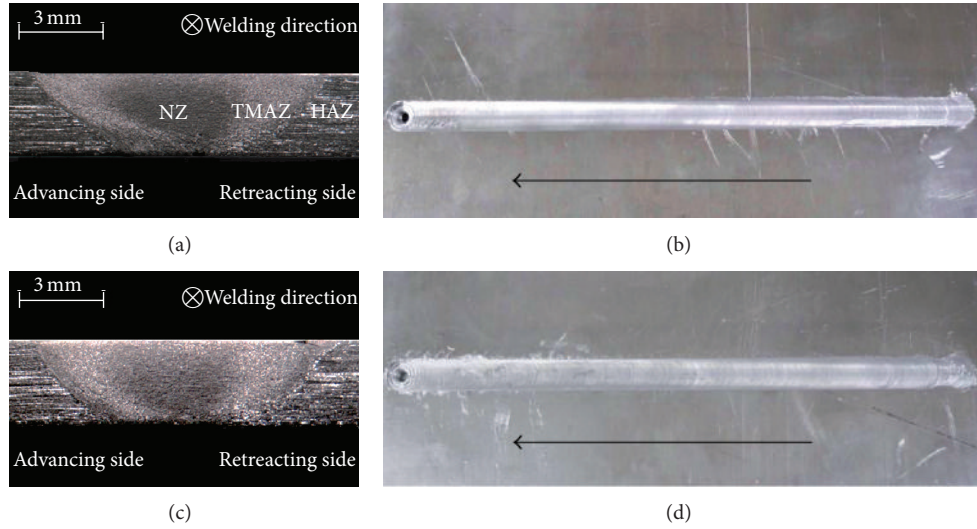 3 mm
⊗Welding direction
NZ TMAZ HAZ
Advancing side Retreacting side
(a)
(b)
3 mm
⊗Welding direction
Advancing side Retreacting side
(c)
(d)